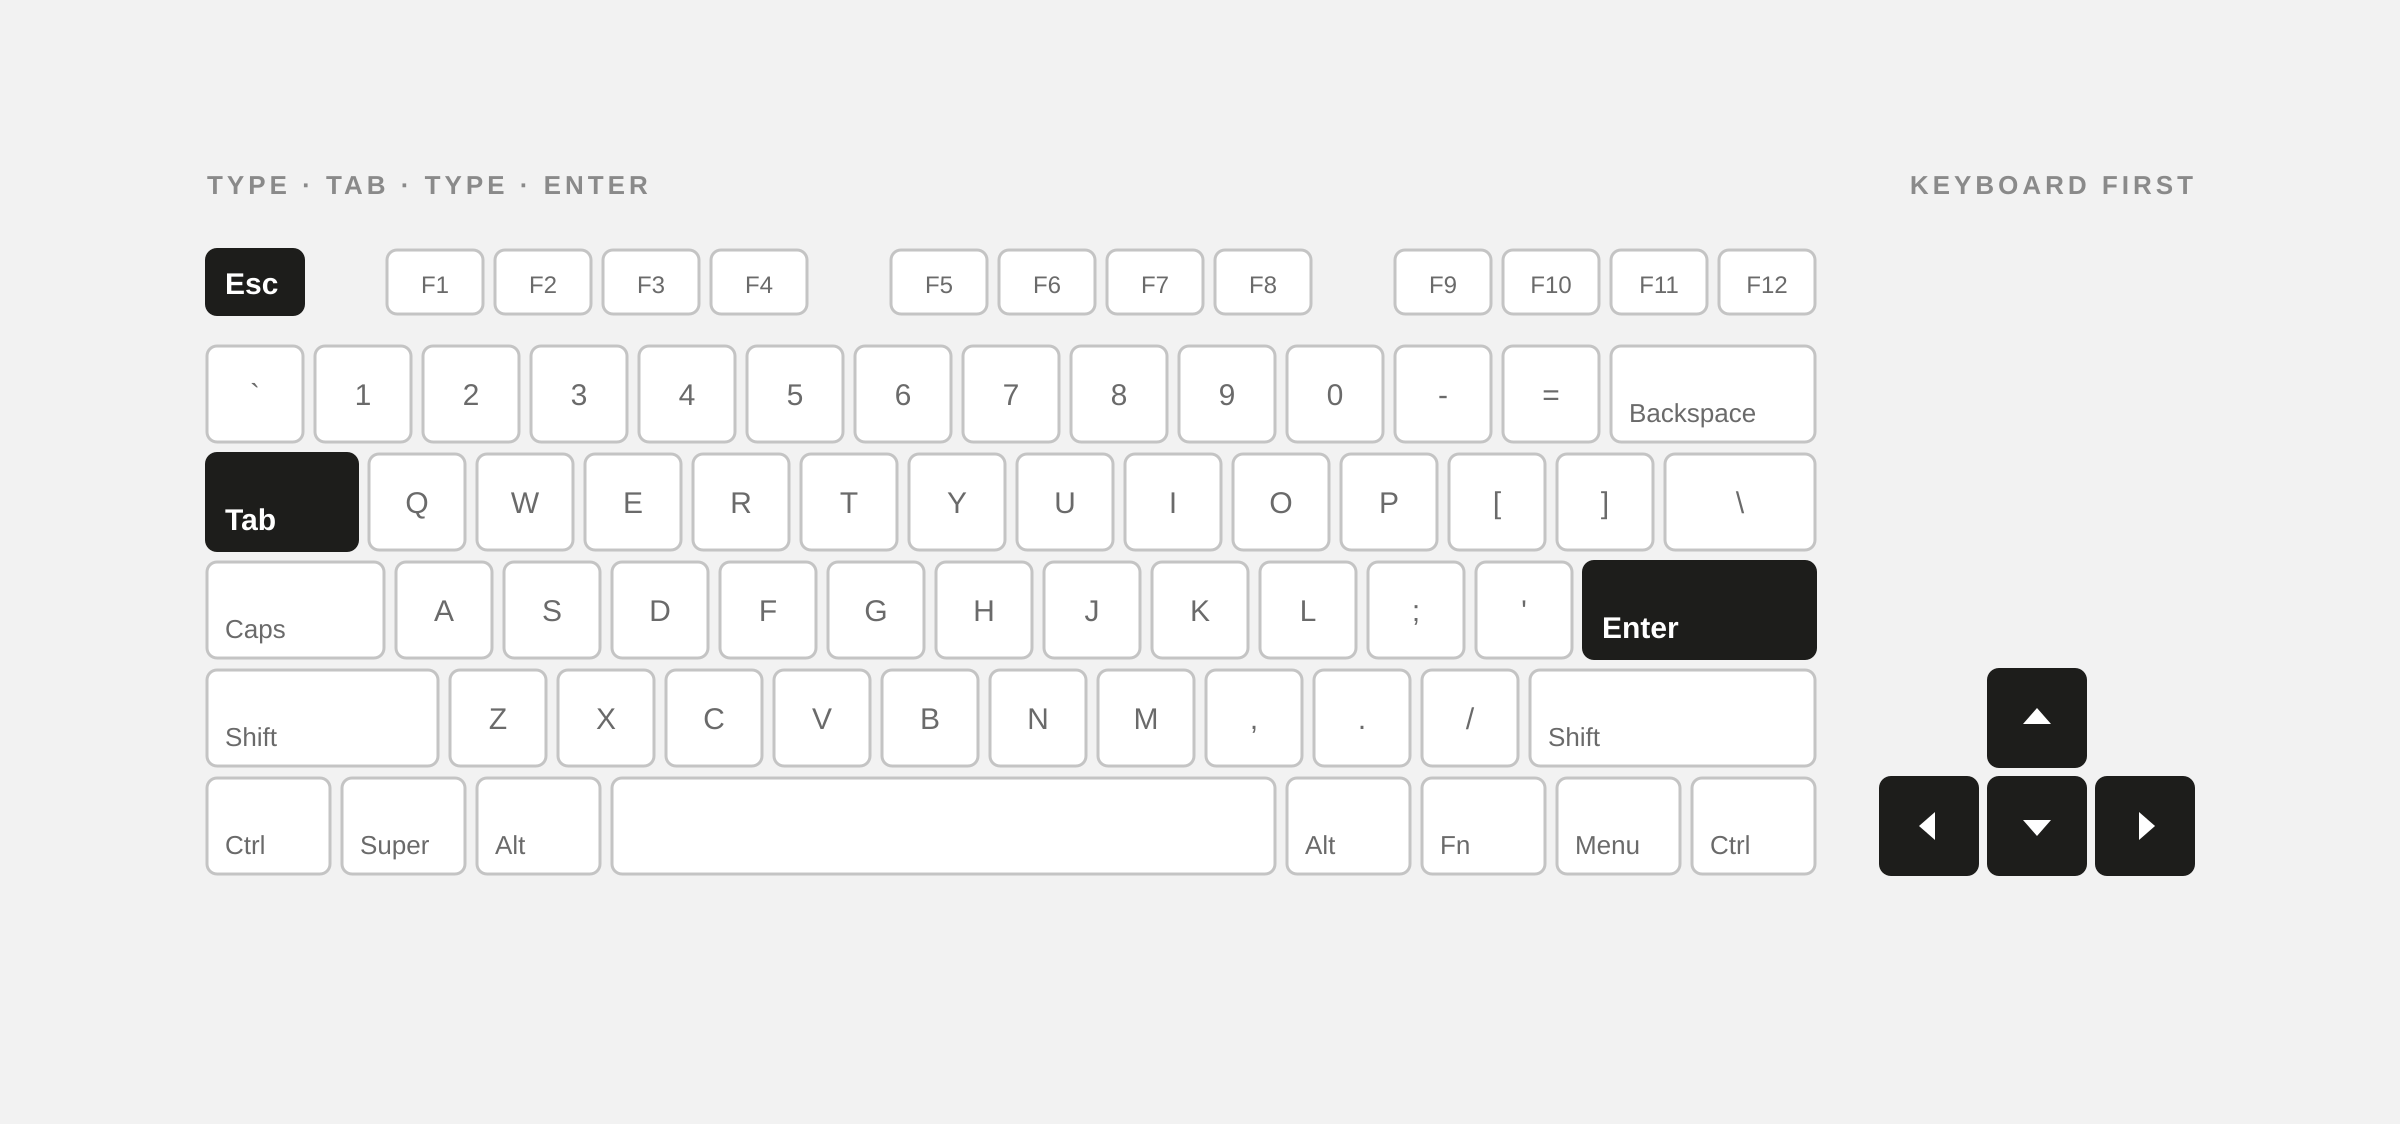 TYPE · TAB · TYPE · ENTER
KEYBOARD FIRST
Esc F1 F2 F3 F4 F5 F6 F7 F8 F9 F10 F11 F12
` 1 2 3 4 5 6 7 8 9 0 - = Backspace
Tab Q W E R T Y U I O P [ ] \
Caps A S D F G H J K L ; ' Enter
Shift Z X C V B N M , . / Shift
Ctrl Super Alt Alt Fn Menu Ctrl